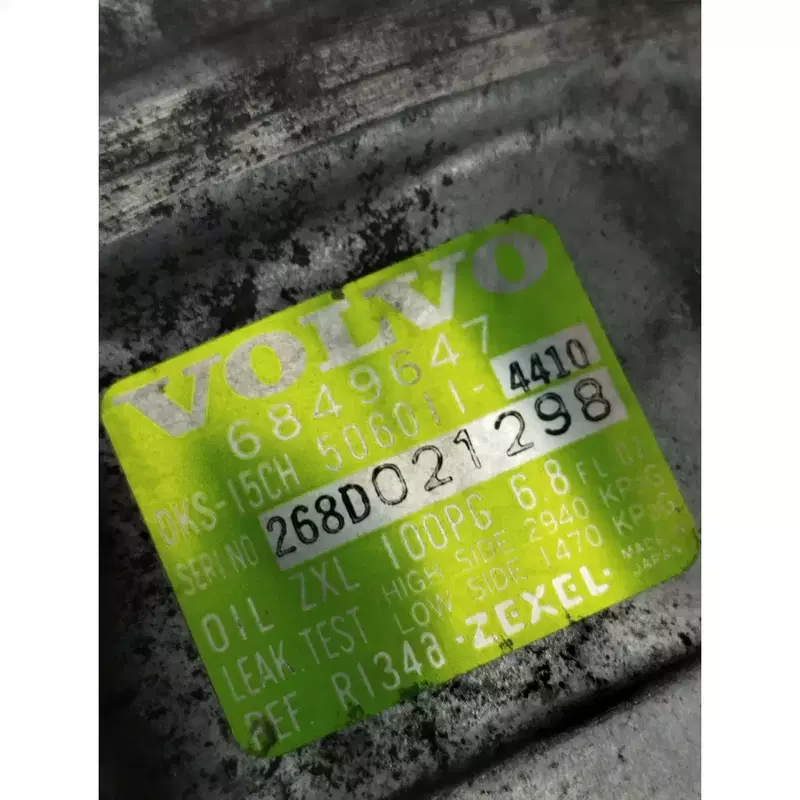 VOLVO
6849647
DKS-15CH 506011-4410
SERI NO 268D021298
OIL ZXL 100PG 6.8 FL OZ
LEAK TEST HIGH SIDE 2940 KPaG
LOW SIDE 1470 KPaG
REF R134a ·ZEXEL· MADE IN
JAPAN